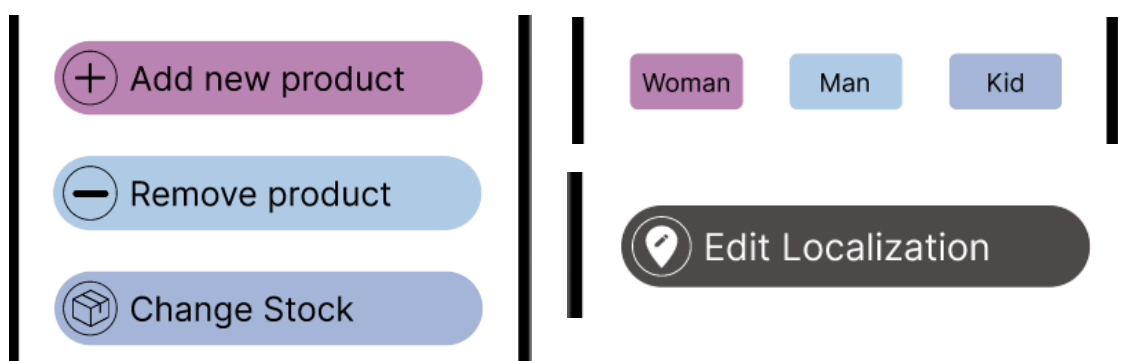 Add new product
Remove product
Change Stock
Woman
Man
Kid
Edit Localization